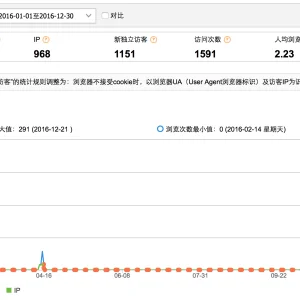 2016-01-01至2016-12-30 对比
IP 新独立访客 访问次数 人均浏览
968 1151 1591 2.23
访客"的统计规则调整为：浏览器不接受cookie时，以浏览器UA（User Agent浏览器标识）及访客IP为识
大值：291 (2016-12-21 ) 浏览次数最小值：0 (2016-02-14 星期天)
04-16 06-08 07-31 09-22
IP